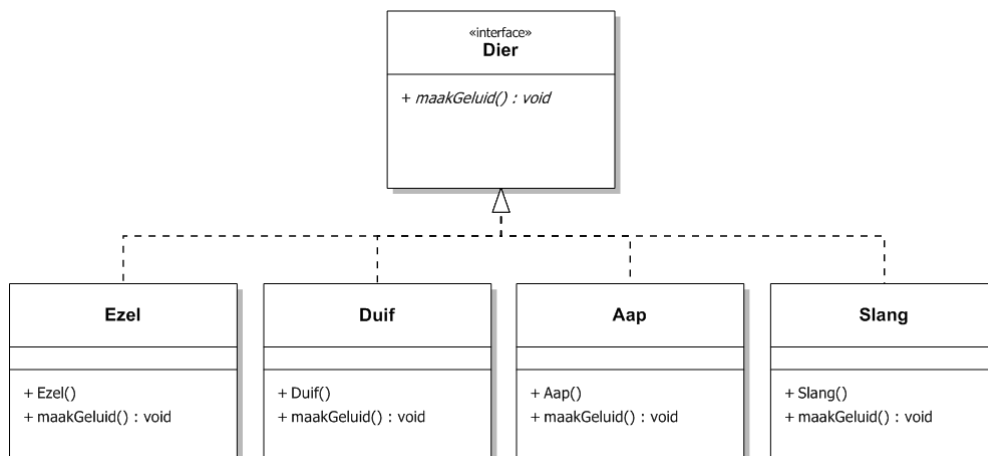 «interface»
Dier
+ maakGeluid() : void
Ezel
+ Ezel()
+ maakGeluid() : void
Duif
+ Duif()
+ maakGeluid() : void
Aap
+ Aap()
+ maakGeluid() : void
Slang
+ Slang()
+ maakGeluid() : void